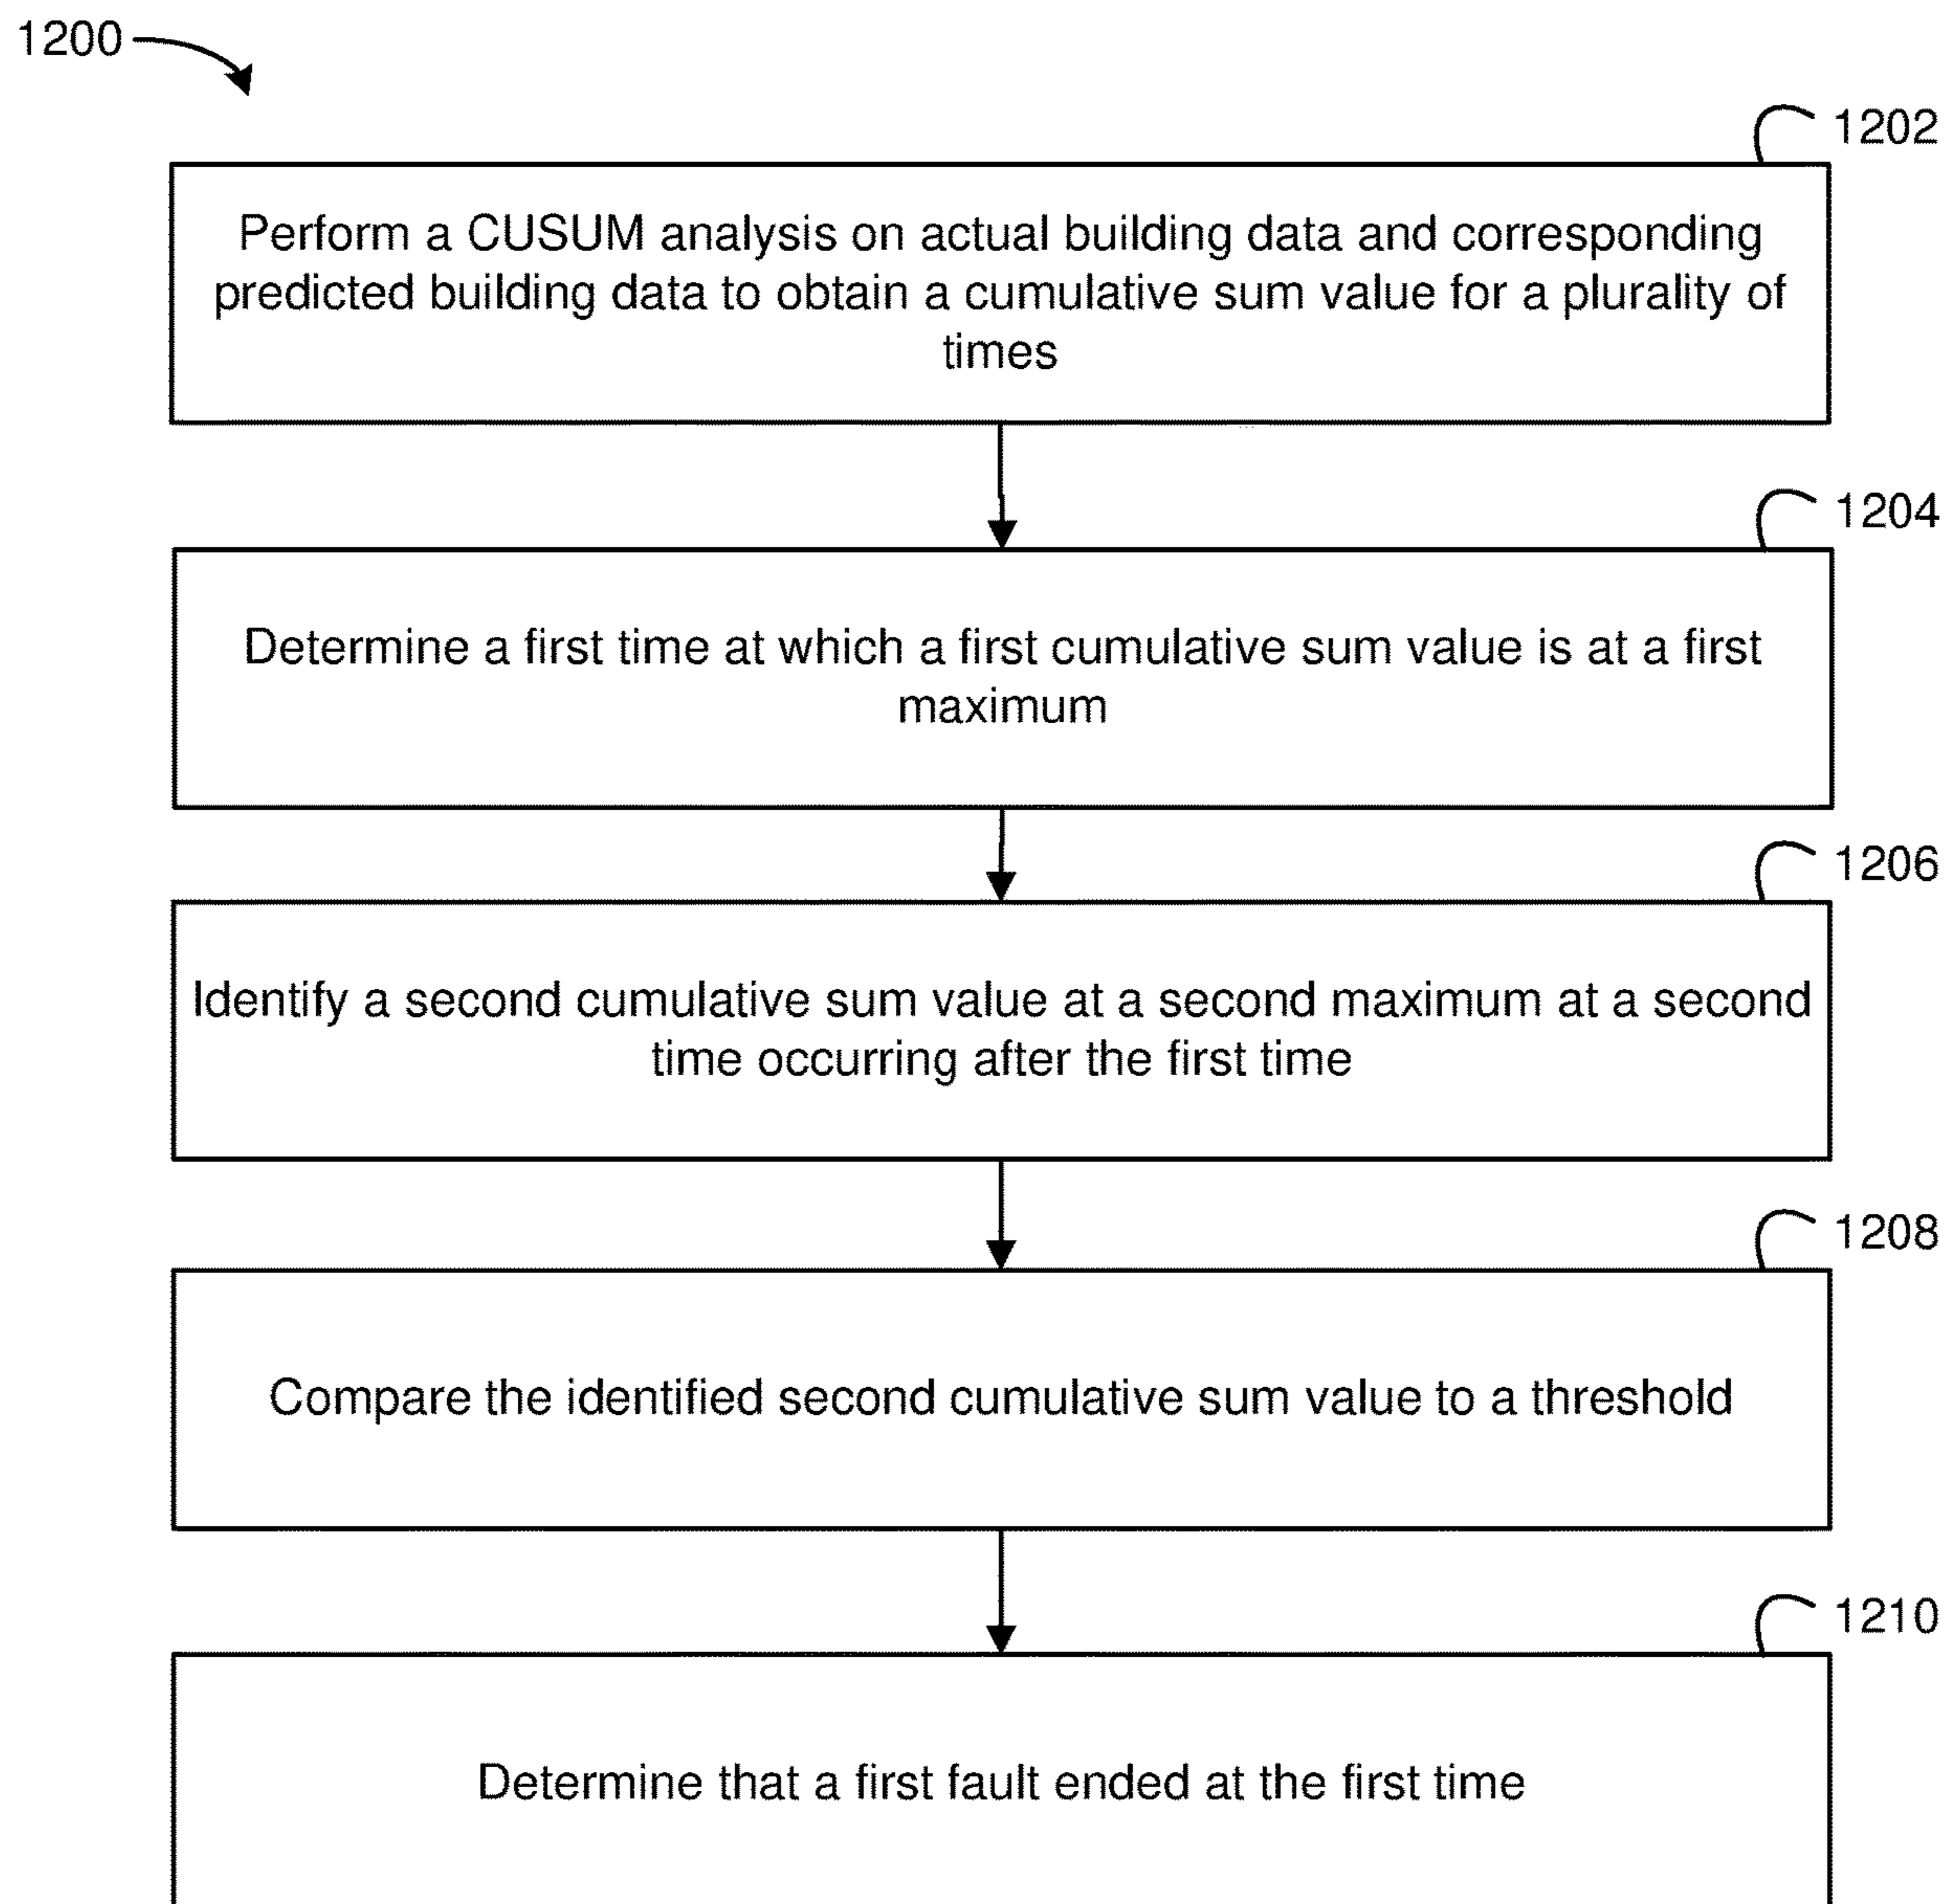 1200
1202
Perform a CUSUM analysis on actual building data and corresponding
predicted building data to obtain a cumulative sum value for a plurality of
times
1204
Determine a first time at which a first cumulative sum value is at a first
maximum
1206
Identify a second cumulative sum value at a second maximum at a second
time occurring after the first time
1208
Compare the identified second cumulative sum value to a threshold
1210
Determine that a first fault ended at the first time